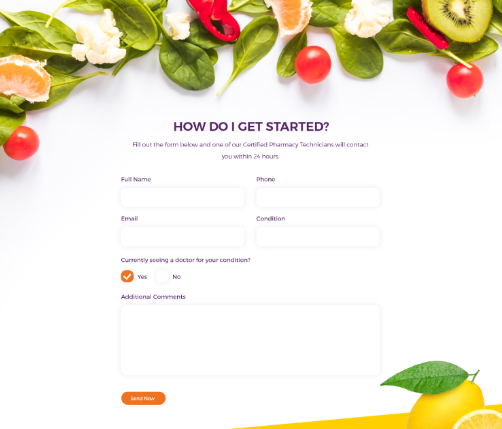 HOW DO I GET STARTED?
Fill out the form below and one of our Certified Pharmacy Technicians will contact
you within 24 hours.
Full Name
Phone
Email
Condition
Currently seeing a doctor for your condition?
Yes
No
Additional Comments
Send Now